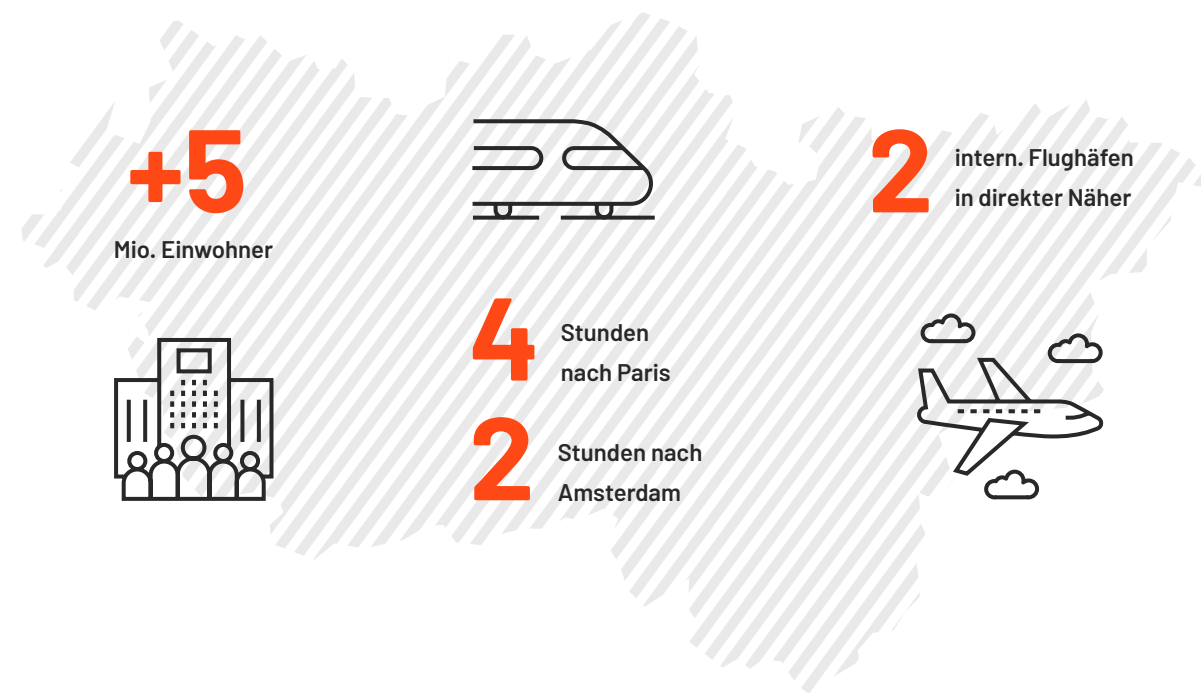 +5
Mio. Einwohner
4
Stunden
nach Paris
2
Stunden nach
Amsterdam
2
intern. Flughäfen
in direkter Näher